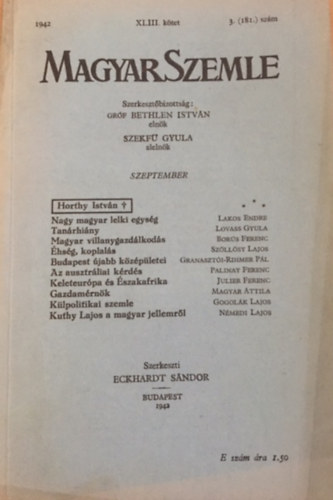 1942 XLIII. kötet 3. (181.) szám
MAGYAR SZEMLE
Szerkesztőbizottság:
GRÓF BETHLEN ISTVÁN
elnök
SZEKFŰ GYULA
alelnök
SZEPTEMBER
Horthy István † * * *
Nagy magyar lelki egység LAKOS ENDRE
Tanárhiány LOVASS GYULA
Magyar villanygazdálkodás BORÚS FERENC
Éhség, koplalás SZŐLLŐSY LAJOS
Budapest újabb középületei GRANASZTÓI-RIHMER PÁL
Az ausztráliai kérdés PALINAY FERENC
Keleteurópa és Északafrika JULIER FERENC
Gazdamérnök MAGYAR ATTILA
Külpolitikai szemle GOGOLÁK LAJOS
Kuthy Lajos a magyar jellemről NÉMEDI LAJOS
Szerkeszti
ECKHARDT SÁNDOR
BUDAPEST
1942
E szám ára 1.50